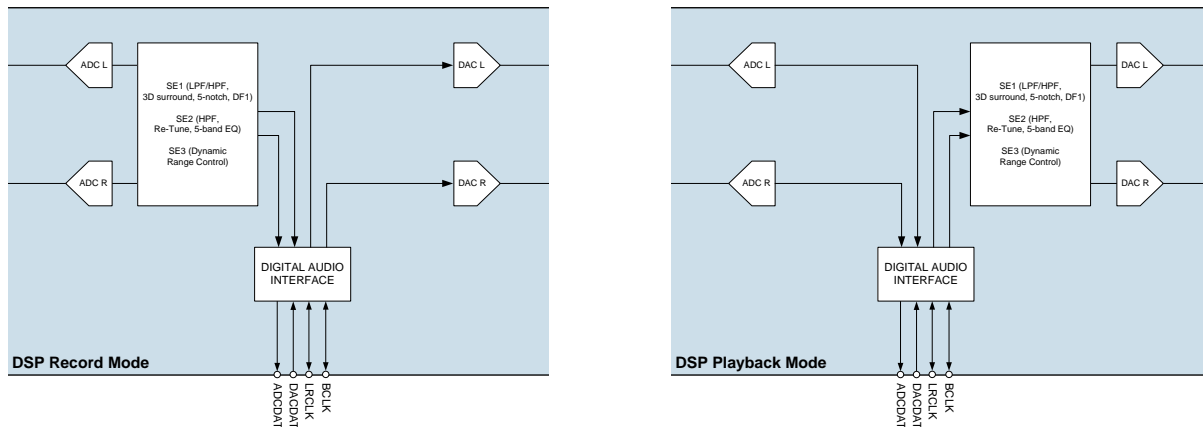 ADC L
SE1 (LPF/HPF,
3D surround, 5-notch, DF1)
SE2 (HPF,
Re-Tune, 5-band EQ)
SE3 (Dynamic
Range Control)
DAC L
ADC R
DAC R
DIGITAL AUDIO
INTERFACE
DSP Record Mode
ADCDAT
DACDAT
LRCLK
BCLK
ADC L
SE1 (LPF/HPF,
3D surround, 5-notch, DF1)
SE2 (HPF,
Re-Tune, 5-band EQ)
SE3 (Dynamic
Range Control)
DAC L
ADC R
DAC R
DIGITAL AUDIO
INTERFACE
DSP Playback Mode
ADCDAT
DACDAT
LRCLK
BCLK